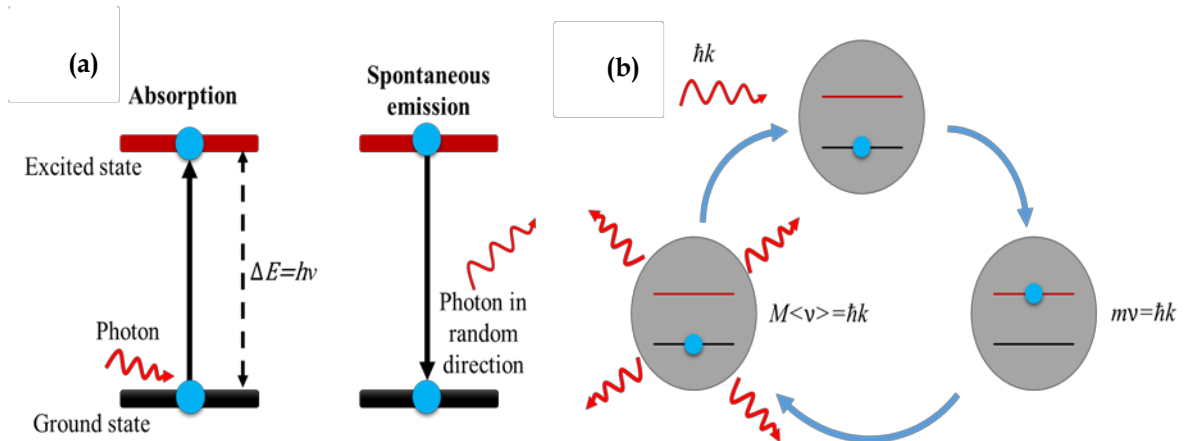 (a)
Absorption
Excited state
ΔE=hν
Photon
Ground state
Spontaneous
emission
Photon in
random
direction
(b)
ℏk
M<ν>=ℏk
mν=ℏk